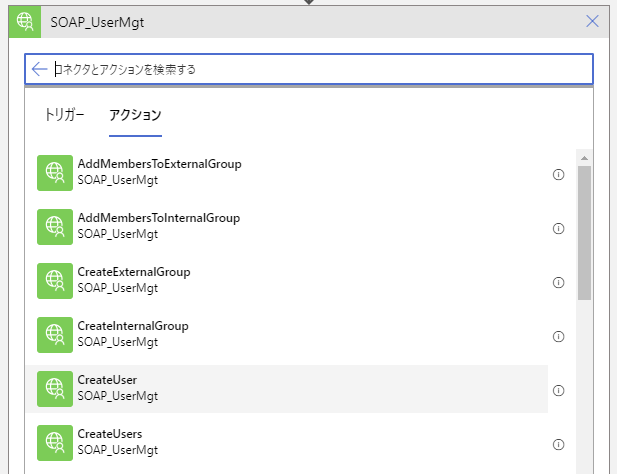 SOAP_UserMgt
コネクタとアクションを検索する
トリガー アクション
AddMembersToExternalGroup
SOAP_UserMgt
AddMembersToInternalGroup
SOAP_UserMgt
CreateExternalGroup
SOAP_UserMgt
CreateInternalGroup
SOAP_UserMgt
CreateUser
SOAP_UserMgt
CreateUsers
SOAP_UserMgt